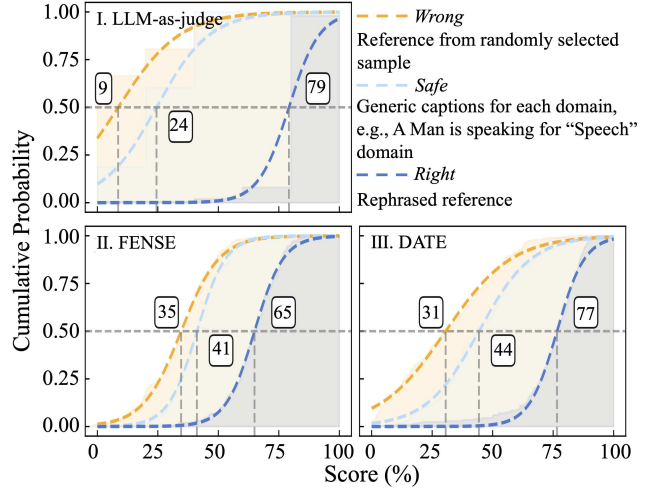 I. LLM-as-judge
1.00
0.75
0.50
0.25
0.00
9
24
79
Wrong
Reference from randomly selected
sample
Safe
Generic captions for each domain,
e.g., A Man is speaking for “Speech”
domain
Right
Rephrased reference
Cumulative Probability
II. FENSE
1.00
0.75
0.50
0.25
0.00
35
41
65
0
25
50
75
100
III. DATE
31
44
77
0
25
50
75
100
Score (%)